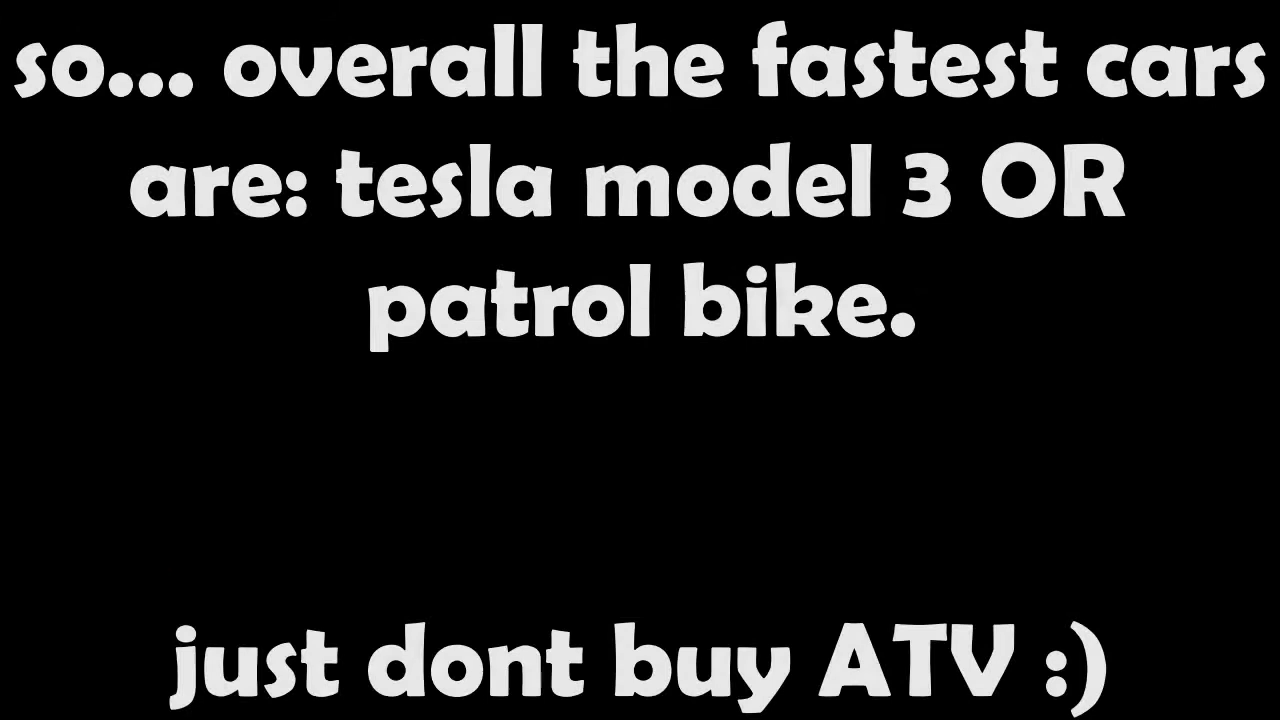 so... overall the fastest cars
are: tesla model 3 OR
patrol bike.
just dont buy ATV :)